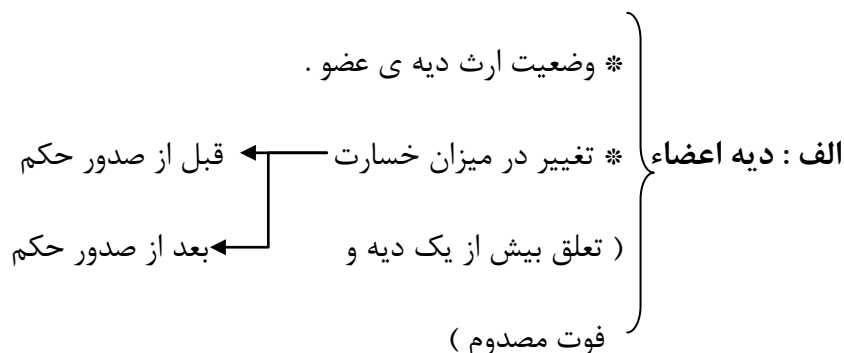 * وضعیت ارث دیه ی عضو .
الف : دیه اعضاء * تغییر در میزان خسارت قبل از صدور حکم
( تعلق بیش از یک دیه و بعد از صدور حکم
فوت مصدوم )